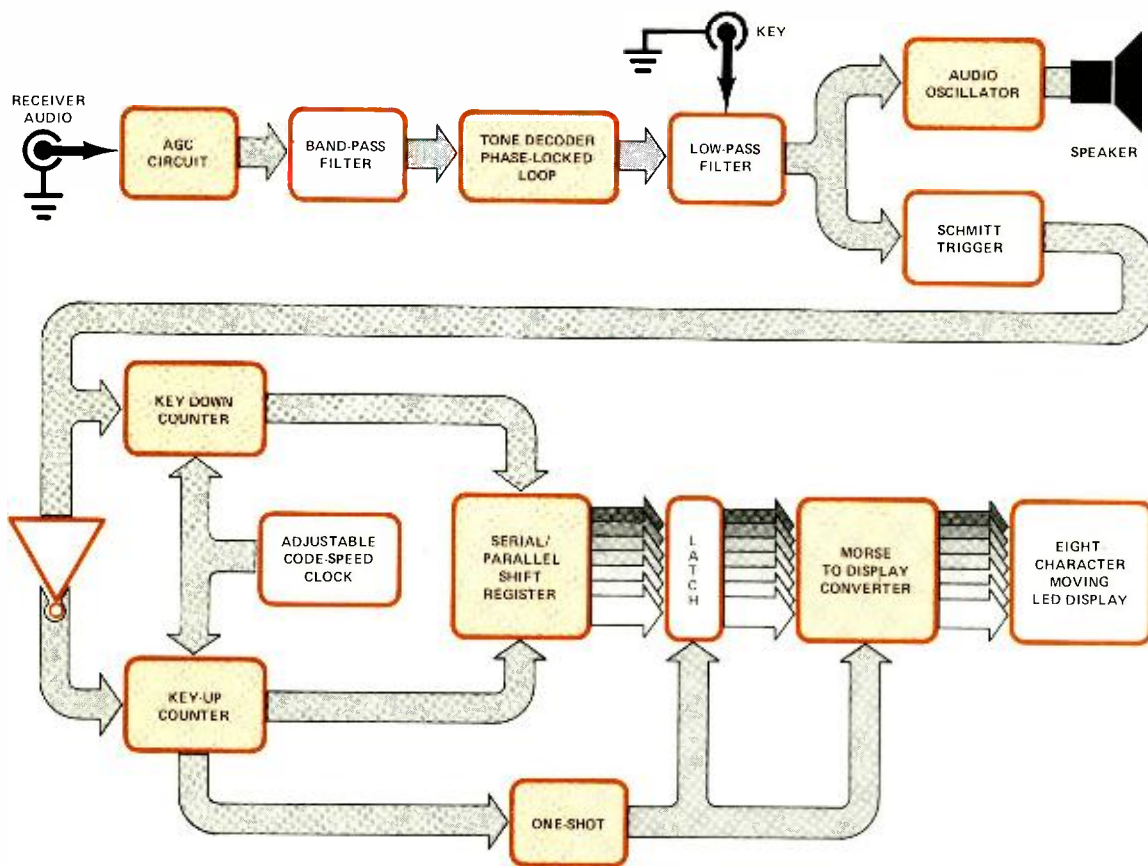 KEY
RECEIVER
AUDIO
AGC
CIRCUIT
BAND-PASS
FILTER
TONE DECODER
PHASE-LOCKED
LOOP
LOW-PASS
FILTER
AUDIO
OSCILLATOR
SPEAKER
SCHMITT
TRIGGER
KEY DOWN
COUNTER
ADJUSTABLE
CODE-SPEED
CLOCK
SERIAL/
PARALLEL
SHIFT
REGISTER
LATCH
MORSE
TO DISPLAY
CONVERTER
EIGHT
CHARACTER
MOVING
LED DISPLAY
KEY-UP
COUNTER
ONE-SHOT